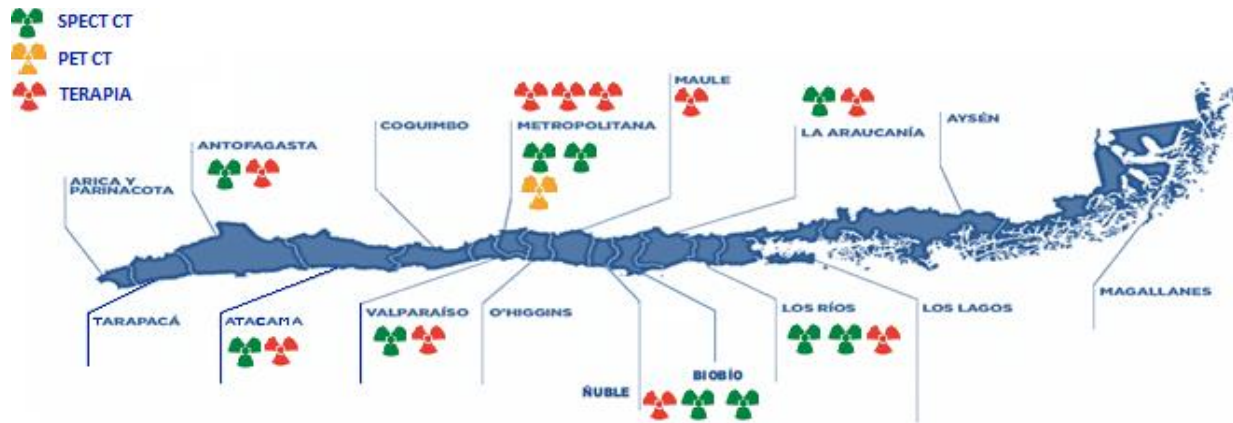 SPECT CT
PET CT
TERAPIA
MAULE
COQUIMBO
METROPOLITANA
LA ARAUCANÍA
AYSÉN
ANTOFAGASTA
ARICA Y
PARINACOTA
TARAPACÁ
ATACAMA
VALPARAÍSO
O'HIGGINS
LOS RÍOS
LOS LAGOS
MAGALLANES
ÑUBLE
BIOBÍO